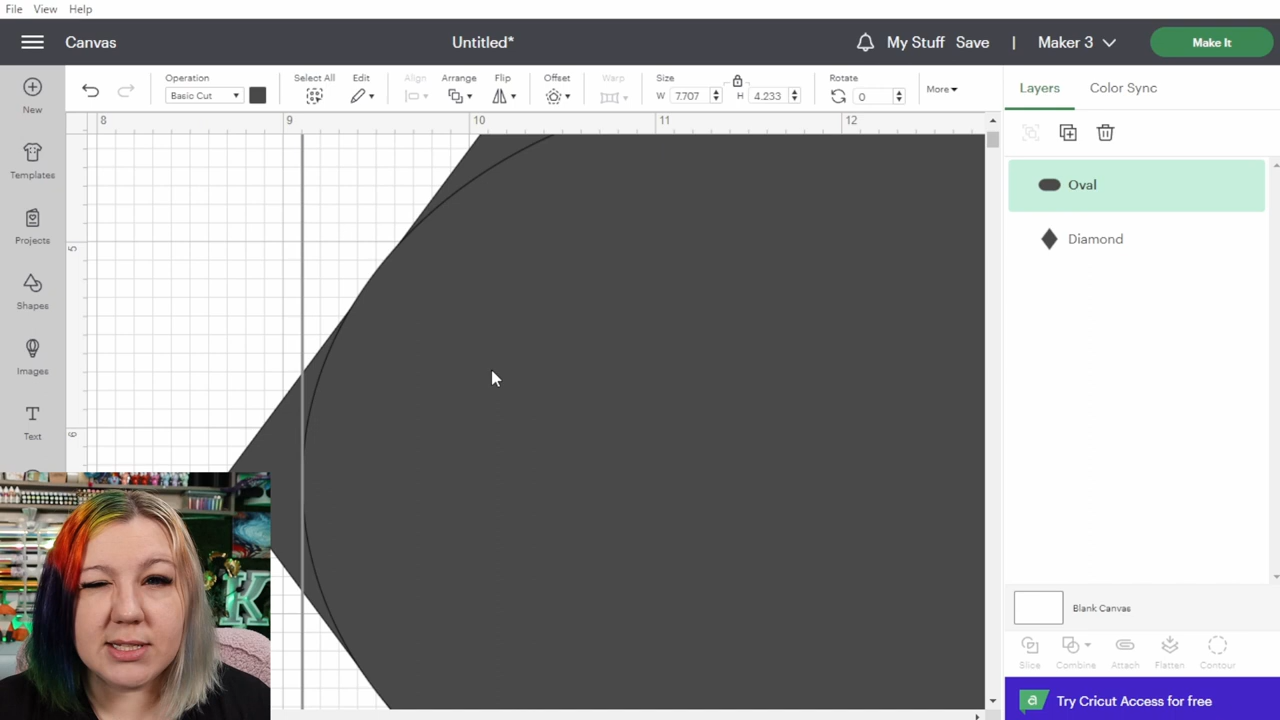 File View Help
Canvas Untitled* My Stuff Save | Maker 3 Make It
Operation Select All Edit Align Arrange Flip Offset Warp Size Rotate
Basic Cut W 7.707 H 4.233 0 More
Layers Color Sync
New
Templates
Projects
Shapes
Images
Text
8 9 10 11 12
5
6
Oval
Diamond
Blank Canvas
Slice Combine Attach Flatten Contour
a Try Cricut Access for free
K